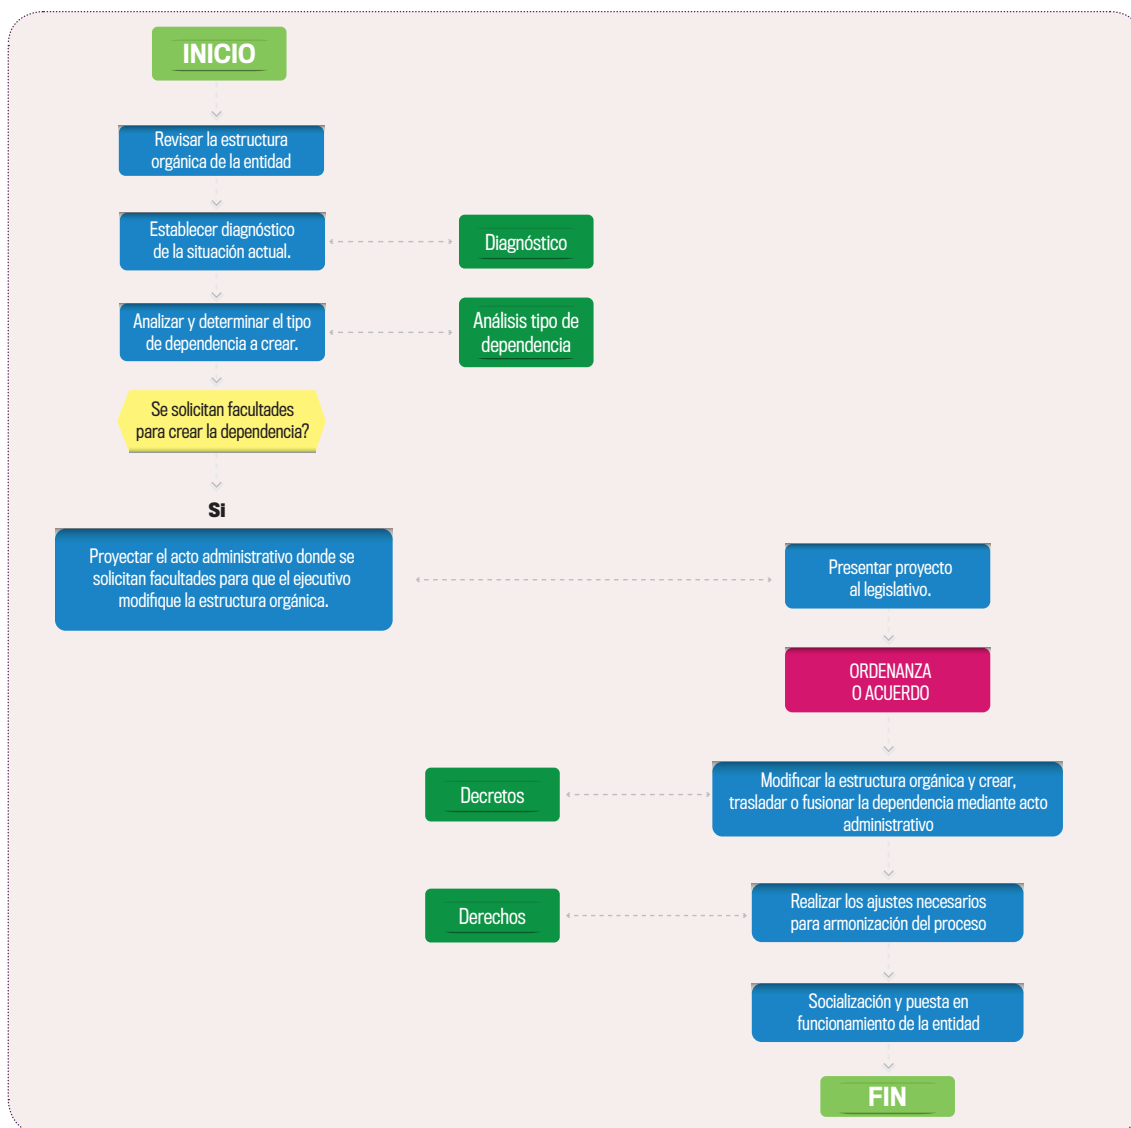 INICIO
Revisar la estructura
orgánica de la entidad
Establecer diagnóstico
de la situación actual.
Diagnóstico
Analizar y determinar el tipo
de dependencia a crear.
Análisis tipo de
dependencia
Se solicitan facultades
para crear la dependencia?
Si
Proyectar el acto administrativo donde se
solicitan facultades para que el ejecutivo
modifique la estructura orgánica.
Presentar proyecto
al legislativo.
ORDENANZA
O ACUERDO
Modificar la estructura orgánica y crear,
trasladar o fusionar la dependencia mediante acto
administrativo
Decretos
Realizar los ajustes necesarios
para armonización del proceso
Derechos
Socialización y puesta en
funcionamiento de la entidad
FIN